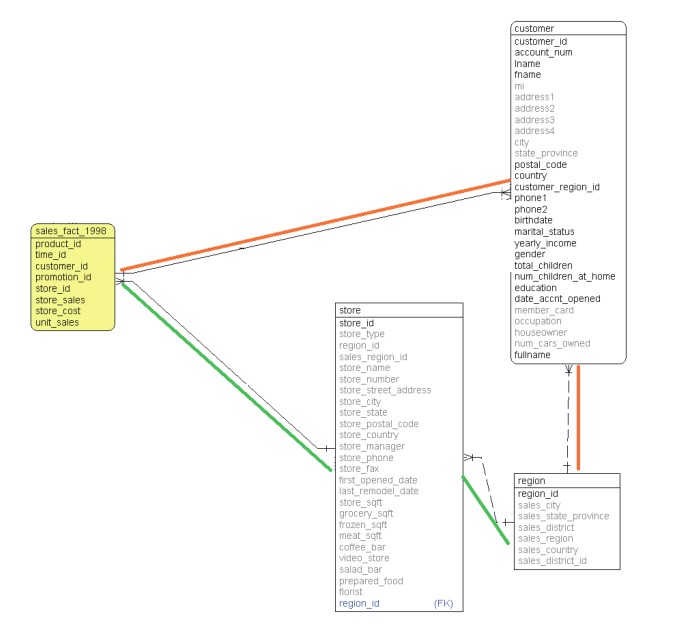 customer
customer_id
account_num
lname
fname
mi
address1
address2
address3
address4
city
state_province
postal_code
country
customer_region_id
phone1
phone2
birthdate
marital_status
yearly_income
gender
total_children
num_children_at_home
education
date_accnt_opened
member_card
occupation
houseowner
num_cars_owned
fullname
sales_fact_1998
product_id
time_id
customer_id
promotion_id
store_id
store_sales
store_cost
unit_sales
store
store_id
store_type
region_id
sales_region_id
store_name
store_number
store_street_address
store_city
store_state
store_postal_code
store_country
store_manager
store_phone
store_fax
first_opened_date
last_remodel_date
store_sqft
grocery_sqft
frozen_sqft
meat_sqft
coffee_bar
video_store
salad_bar
prepared_food
florist
region_id (FK)
region
region_id
sales_city
sales_state_province
sales_district
sales_region
sales_country
sales_district_id